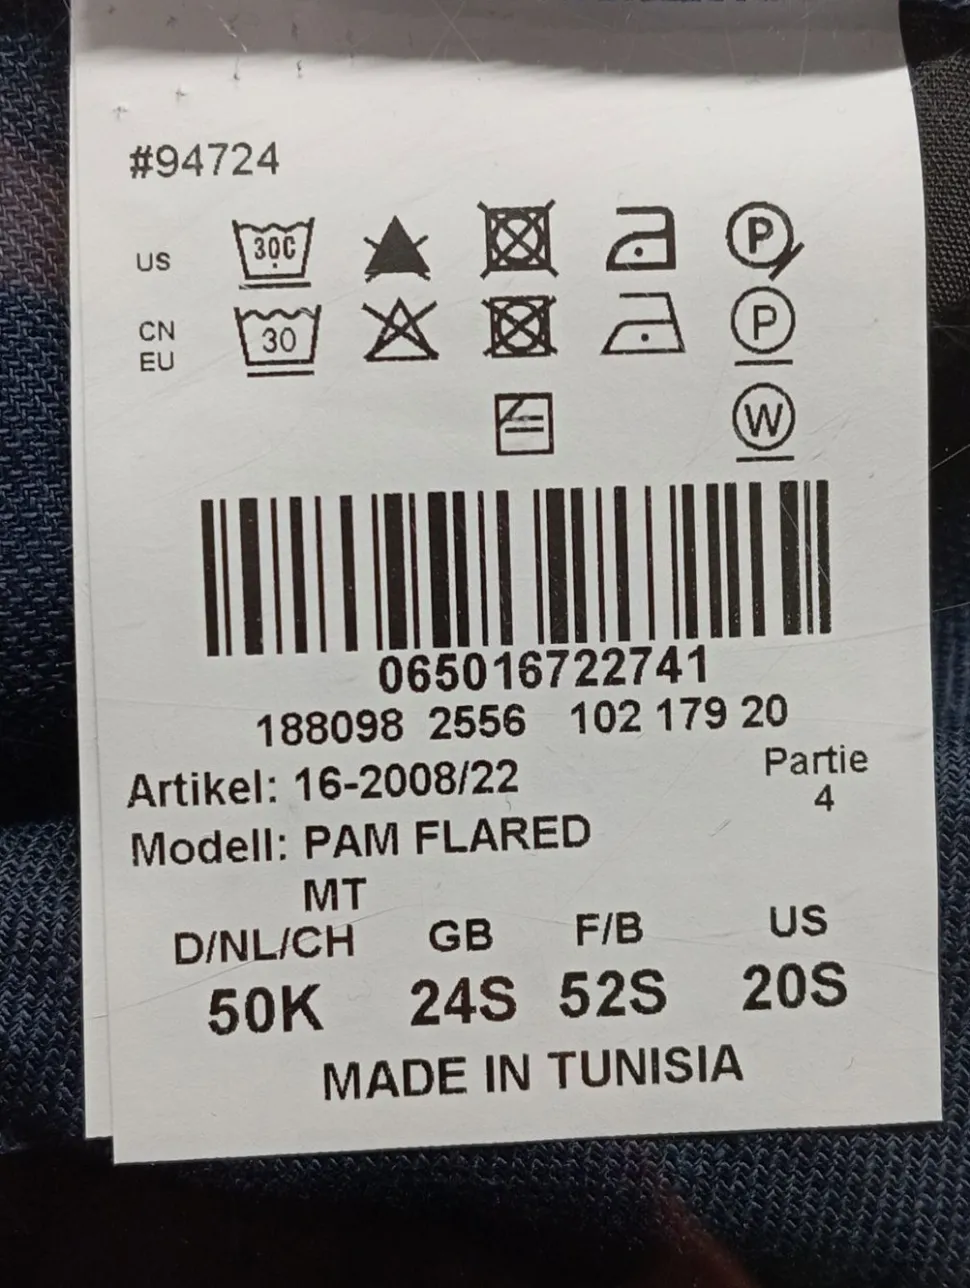 #94724
US 30C P
CN
EU 30 P
W
065016722741
188098 2556 102 179 20
Artikel: 16-2008/22 Partie
4
Modell: PAM FLARED
MT
D/NL/CH GB F/B US
50K 24S 52S 20S
MADE IN TUNISIA